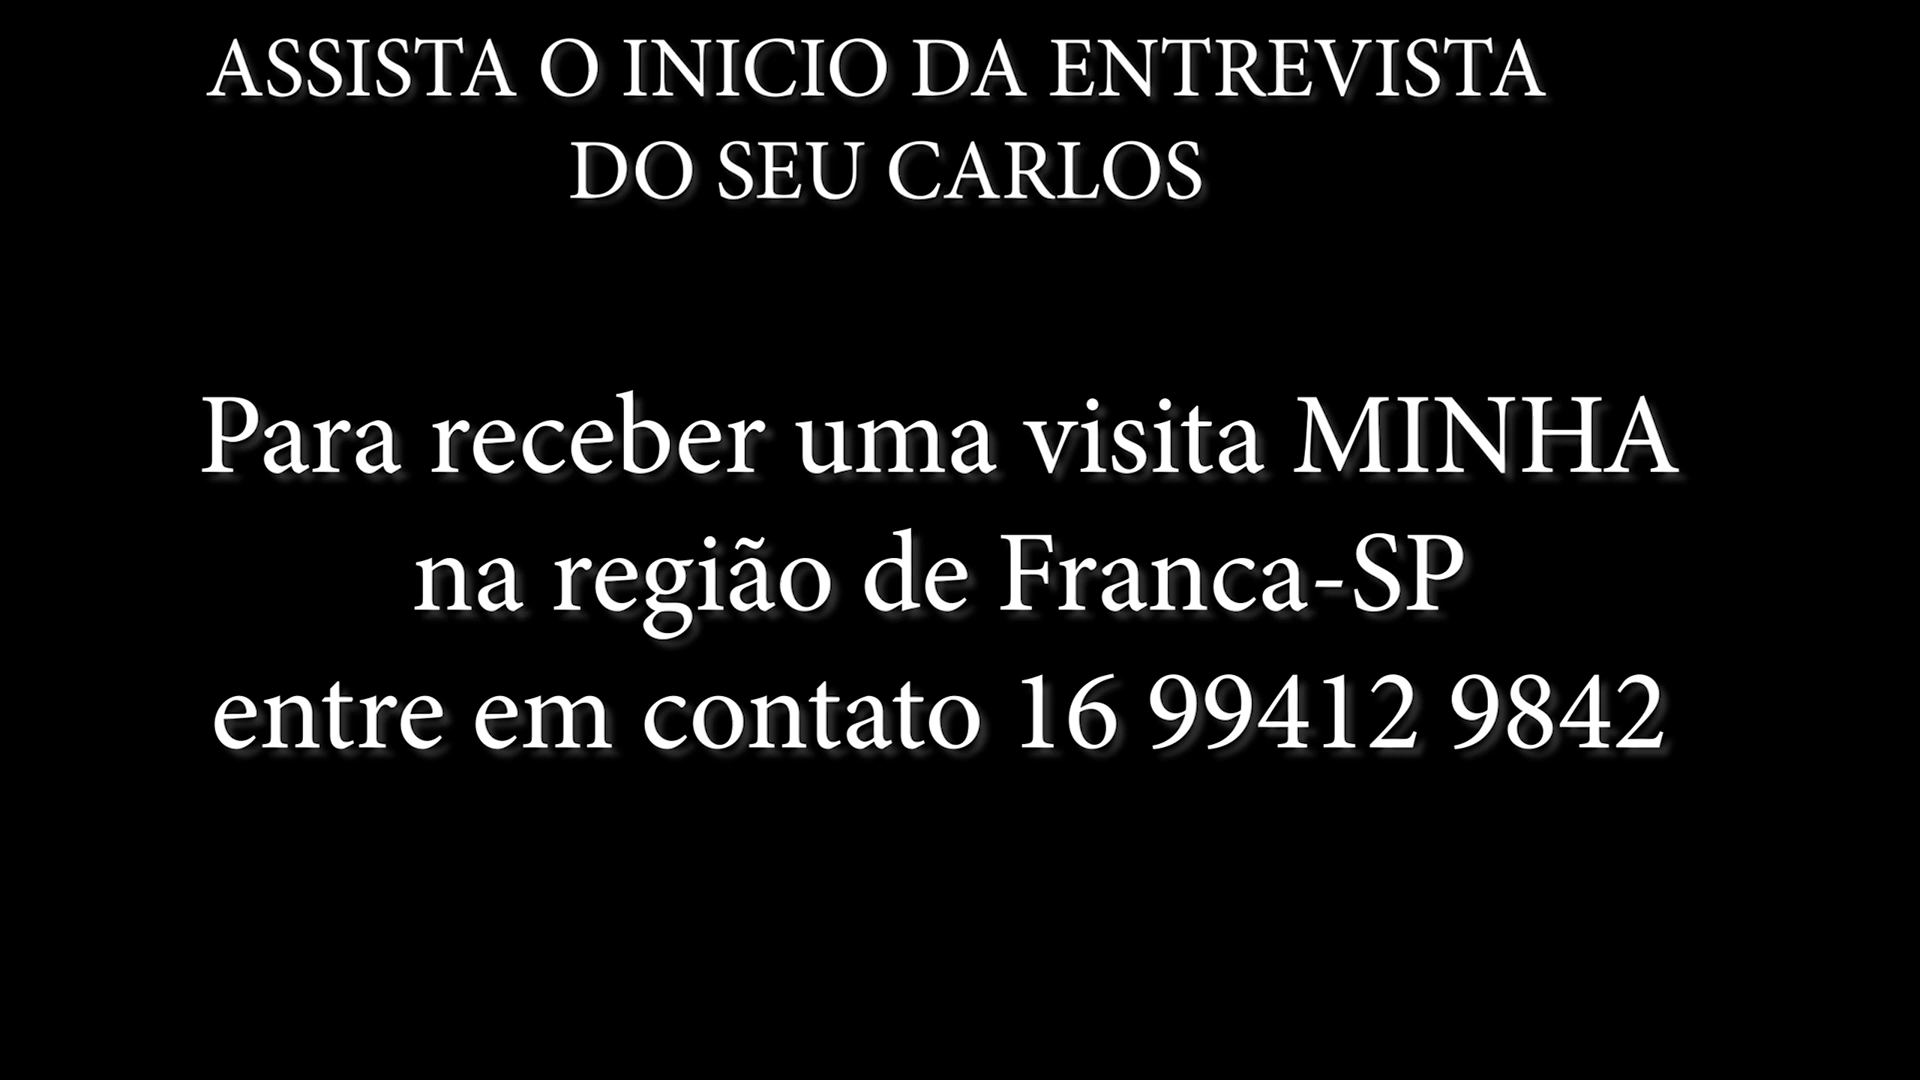 ASSISTA O INICIO DA ENTREVISTA
DO SEU CARLOS
Para receber uma visita MINHA
na região de Franca-SP
entre em contato 16 99412 9842